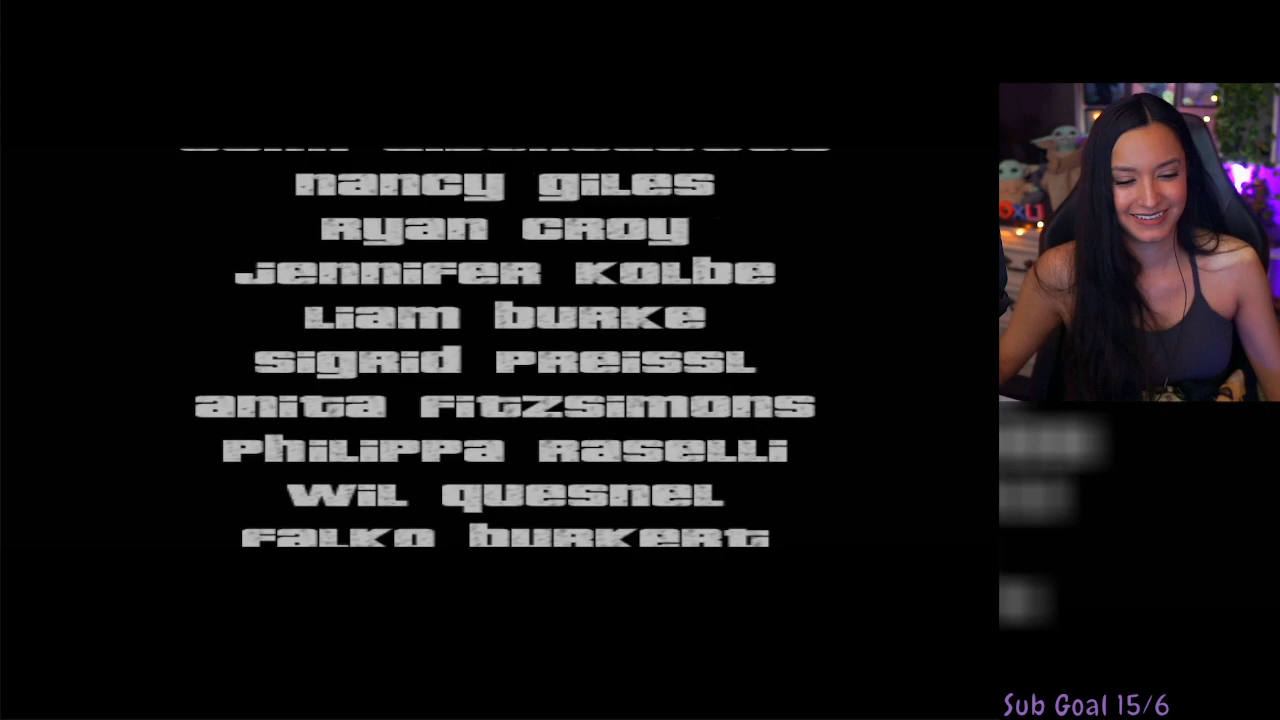 nancy giles
Ryan CRoy
Jennifer Kolbe
Liam burke
sigrid preissl
anita fitzsimons
philippa raselli
wil quesnel
falko burkert
Sub Goal 15/6